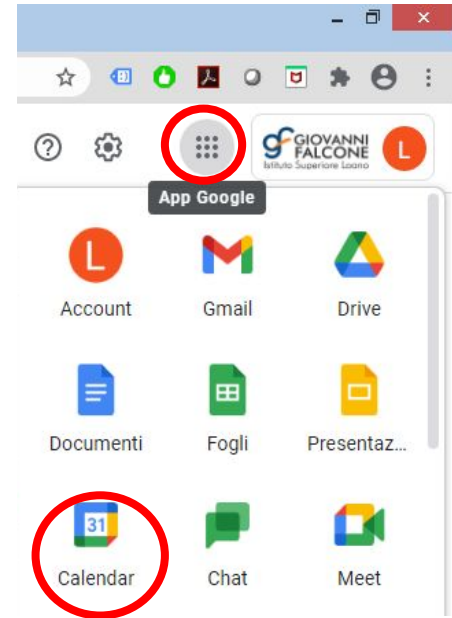 GIOVANNI
FALCONE
Istituto Superiore Loano
L
App Google
L
Account Gmail Drive
Documenti Fogli Presentaz...
31
Calendar Chat Meet